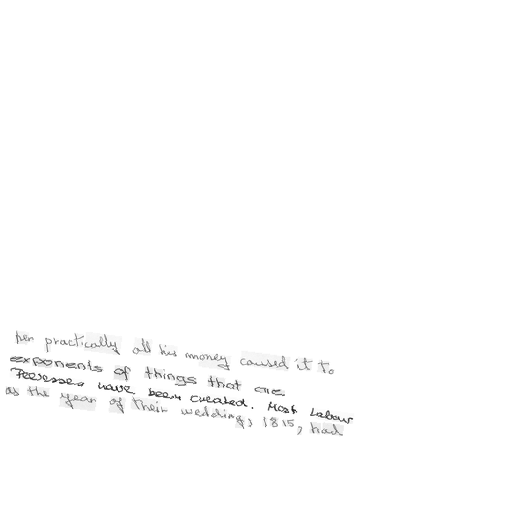 her practically all his money caused it to
exponents of things that are
Peeresses have been created. Most Labour
as the year of their wedding, 1815, had